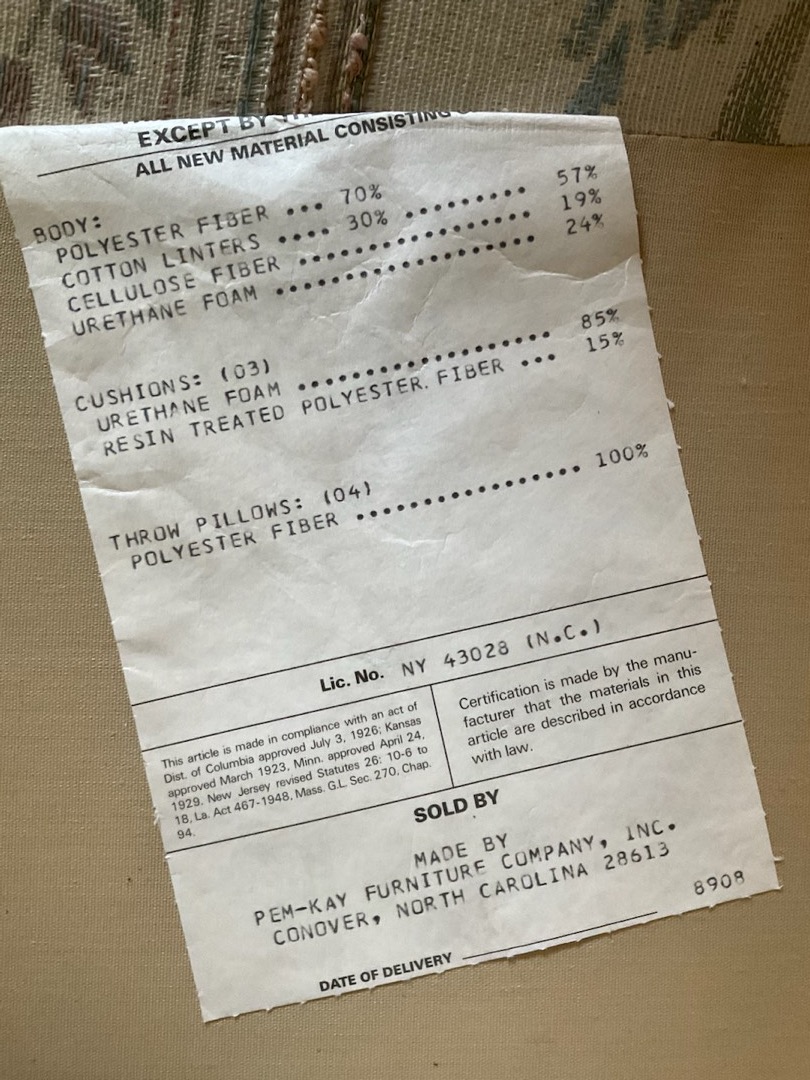 EXCEPT BY
ALL NEW MATERIAL CONSISTING
BODY:
POLYESTER FIBER ... 70%
COTTON LINTERS .... 30% ......... 57%
CELLULOSE FIBER ................. 19%
URETHANE FOAM ................... 24%
CUSHIONS: (03)
URETHANE FOAM .................. 85%
RESIN TREATED POLYESTER. FIBER ... 15%
THROW PILLOWS: (04)
POLYESTER FIBER ................. 100%
Lic. No. NY 43028 (N.C.)
This article is made in compliance with an act of
Dist. of Columbia approved July 3, 1926; Kansas
approved March 1923, Minn. approved April 24,
1929. New Jersey revised Statutes 26: 10-6 to
18, La. Act 467-1948, Mass. G.L. Sec. 270, Chap.
94.
Certification is made by the manu-
facturer that the materials in this
article are described in accordance
with law.
SOLD BY
MADE BY
PEM-KAY FURNITURE COMPANY, INC.
CONOVER, NORTH CAROLINA 28613
8908
DATE OF DELIVERY